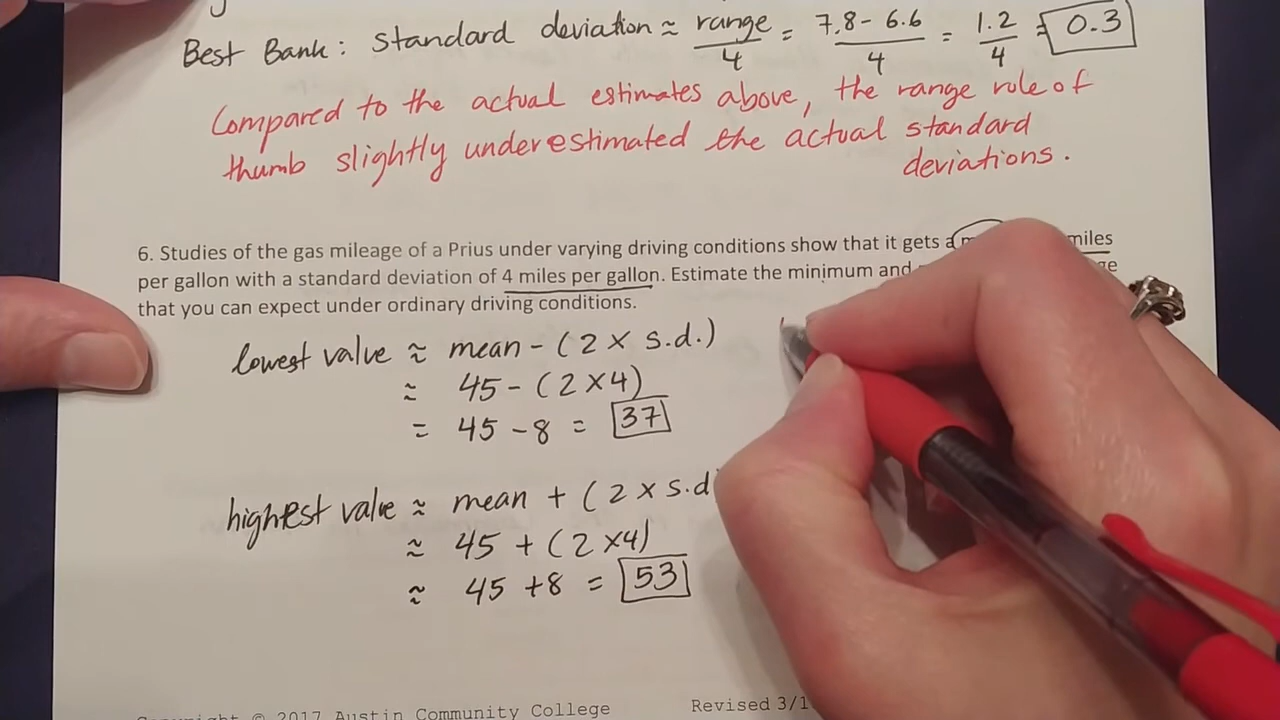 Best Bank: standard deviation ≈ range/4 = 7.8-6.6/4 = 1.2/4 = 0.3
Compared to the actual estimates above, the range rule of
thumb slightly underestimated the actual standard
deviations.
6. Studies of the gas mileage of a Prius under varying driving conditions show that it gets a miles
per gallon with a standard deviation of 4 miles per gallon. Estimate the minimum and
that you can expect under ordinary driving conditions.
lowest value ≈ mean - (2 x s.d.)
≈ 45 - (2 x 4)
= 45 - 8 = 37
highest value ≈ mean + (2 x s.d
≈ 45 + (2 x 4)
≈ 45 + 8 = 53
Copyright © 2017 Austin Community College Revised 3/1